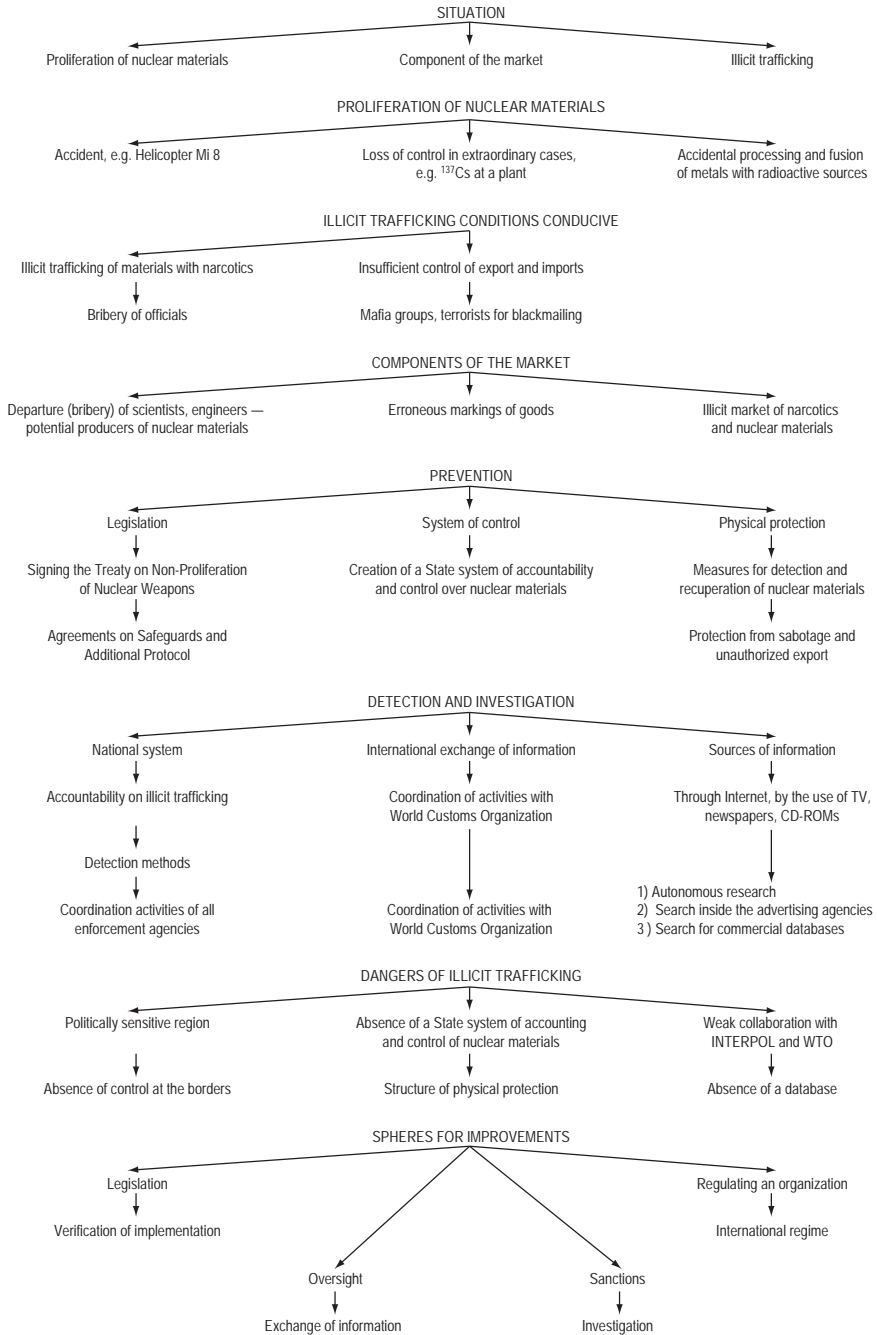 SITUATION
Proliferation of nuclear materials
Component of the market
Illicit trafficking
PROLIFERATION OF NUCLEAR MATERIALS
Accident, e.g. Helicopter Mi 8
Loss of control in extraordinary cases,
e.g. ¹³⁷Cs at a plant
Accidental processing and fusion
of metals with radioactive sources
ILLICIT TRAFFICKING CONDITIONS CONDUCIVE
Illicit trafficking of materials with narcotics
Insufficient control of export and imports
Bribery of officials
Mafia groups, terrorists for blackmailing
COMPONENTS OF THE MARKET
Departure (bribery) of scientists, engineers —
potential producers of nuclear materials
Erroneous markings of goods
Illicit market of narcotics
and nuclear materials
PREVENTION
Legislation
System of control
Physical protection
Signing the Treaty on Non-Proliferation
of Nuclear Weapons
Creation of a State system of accountability
and control over nuclear materials
Measures for detection and
recuperation of nuclear materials
Agreements on Safeguards and
Additional Protocol
Protection from sabotage and
unauthorized export
DETECTION AND INVESTIGATION
National system
International exchange of information
Sources of information
Accountability on illicit trafficking
Coordination of activities with
World Customs Organization
Through Internet, by the use of TV,
newspapers, CD-ROMs
Detection methods
Coordination activities of all
enforcement agencies
Coordination of activities with
World Customs Organization
1) Autonomous research
2) Search inside the advertising agencies
3 ) Search for commercial databases
DANGERS OF ILLICIT TRAFFICKING
Politically sensitive region
Absence of a State system of accounting
and control of nuclear materials
Weak collaboration with
INTERPOL and WTO
Absence of control at the borders
Structure of physical protection
Absence of a database
SPHERES FOR IMPROVEMENTS
Legislation
Regulating an organization
Verification of implementation
International regime
Oversight
Sanctions
Exchange of information
Investigation